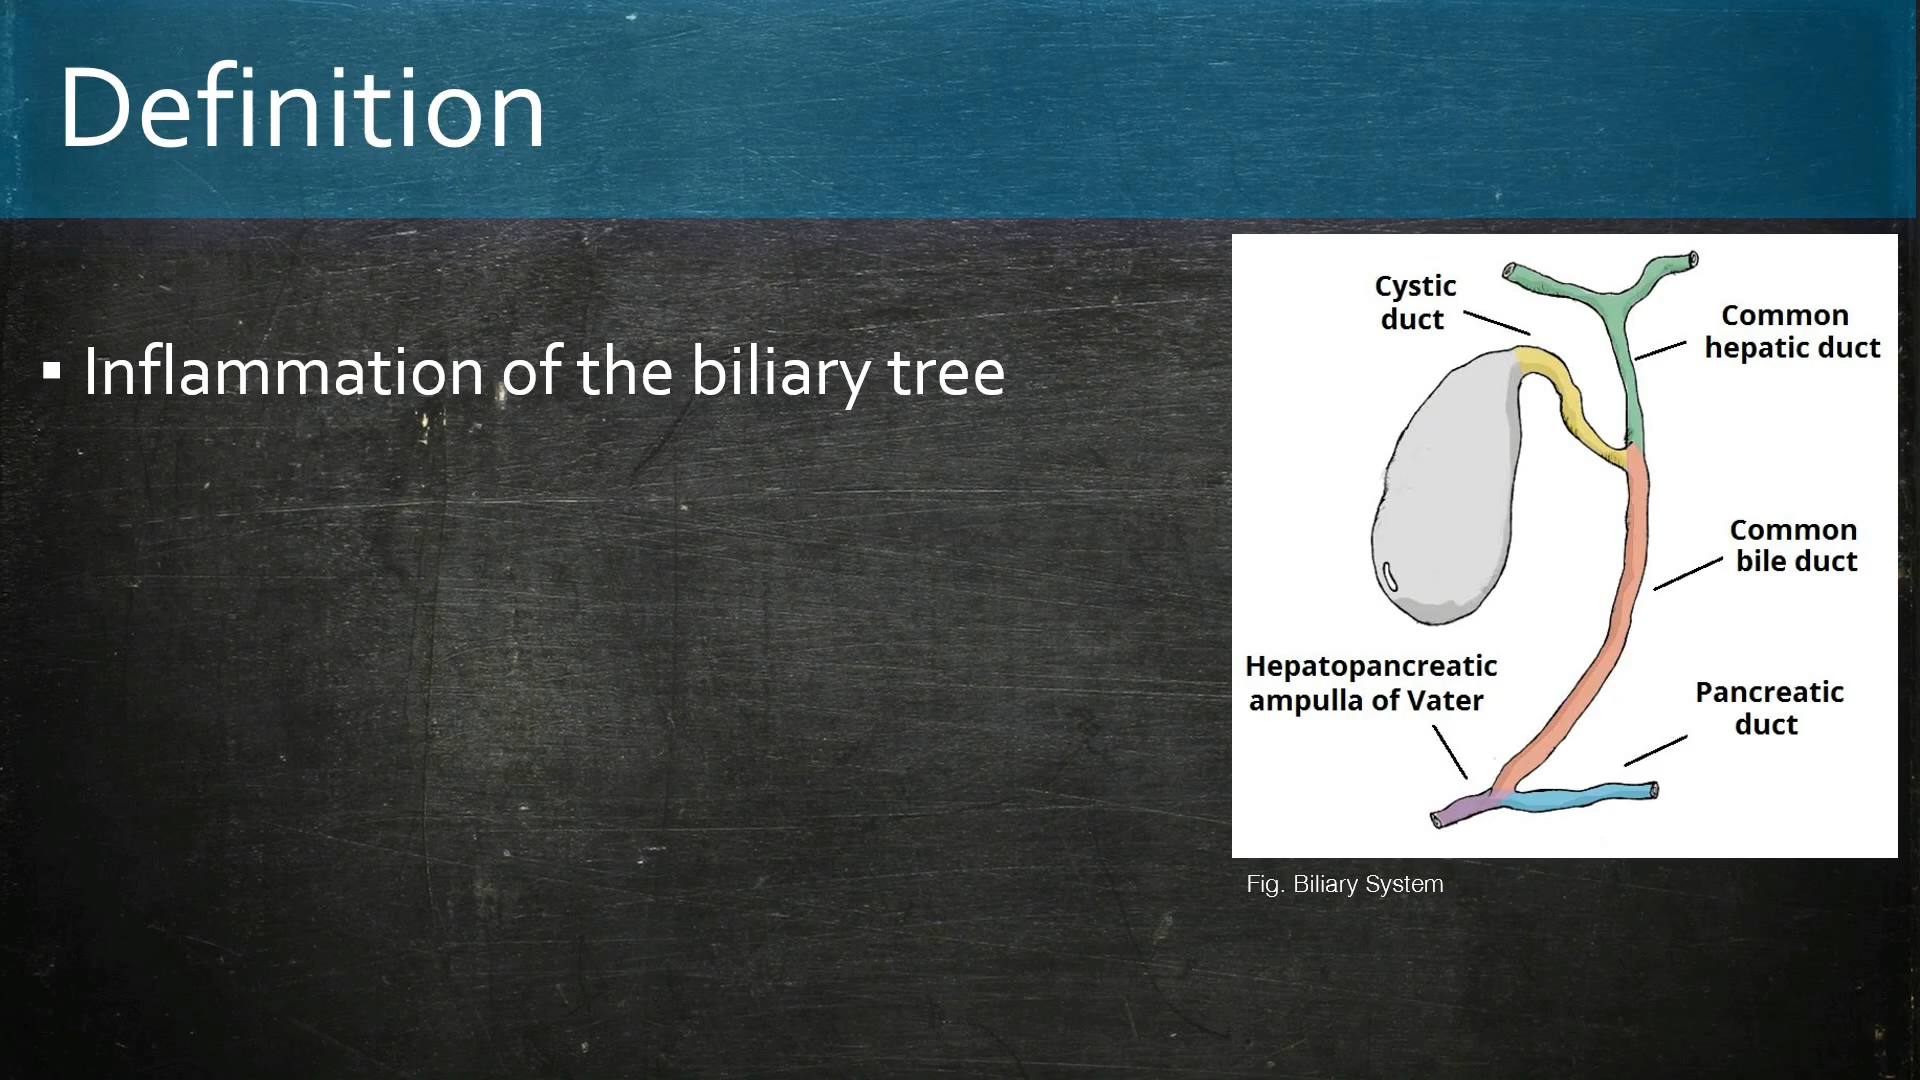 Definition
▪ Inflammation of the biliary tree
Cystic
duct
Common
hepatic duct
Common
bile duct
Hepatopancreatic
ampulla of Vater
Pancreatic
duct
Fig. Biliary System